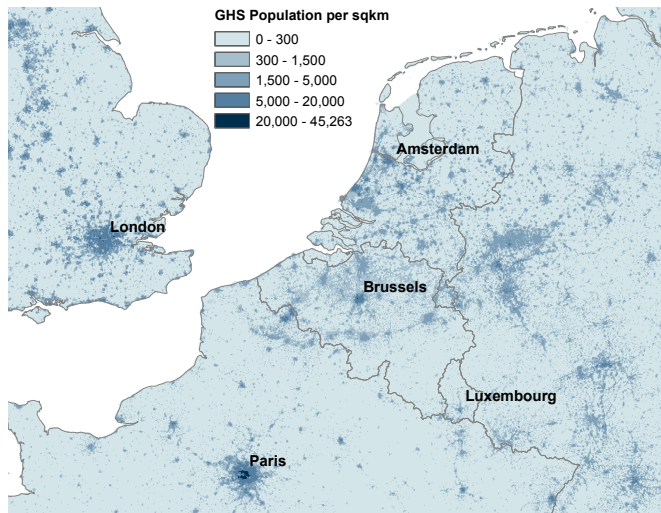 GHS Population per sqkm
0 - 300
300 - 1,500
1,500 - 5,000
5,000 - 20,000
20,000 - 45,263
Amsterdam
London
Brussels
Luxembourg
Paris